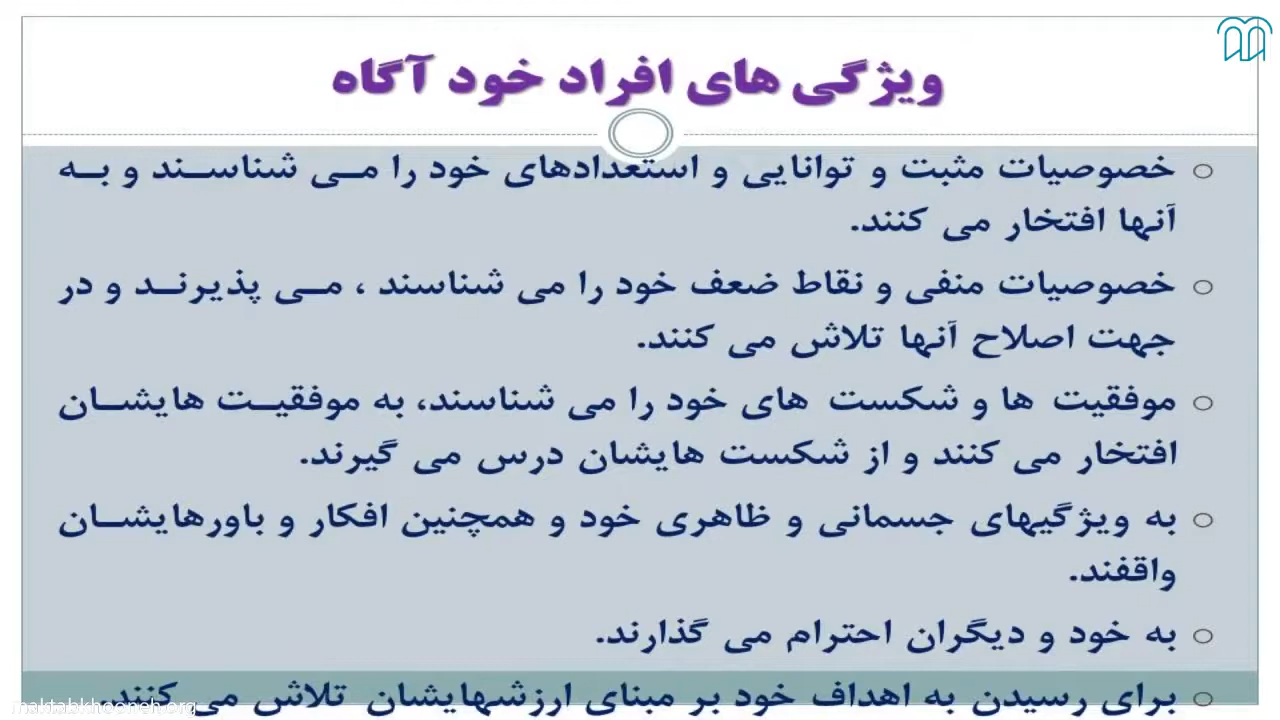 ویژگی های افراد خود آگاه
خصوصیات مثبت و توانایی و استعدادهای خود را می شناسند و به
آنها افتخار می کنند.
خصوصیات منفی و نقاط ضعف خود را می شناسند ، می پذیرند و در
جهت اصلاح آنها تلاش می کنند.
موفقیت ها و شکست های خود را می شناسند، به موفقیت هایشان
افتخار می کنند و از شکست هایشان درس می گیرند.
به ویژگیهای جسمانی و ظاهری خود و همچنین افکار و باورهایشان
واقفند.
به خود و دیگران احترام می گذارند.
برای رسیدن به اهداف خود بر مبنای ارزشهایشان تلاش می کنند.
maktabkhooneh.org